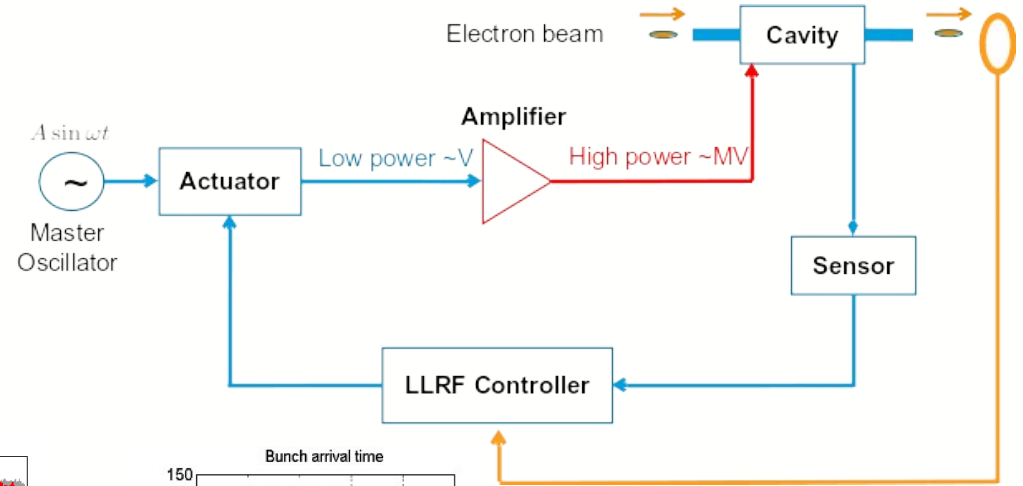 Electron beam
Cavity
Amplifier
A sin ωt
Low power ~V
High power ~MV
~
Actuator
Master
Oscillator
Sensor
LLRF Controller
Bunch arrival time
150